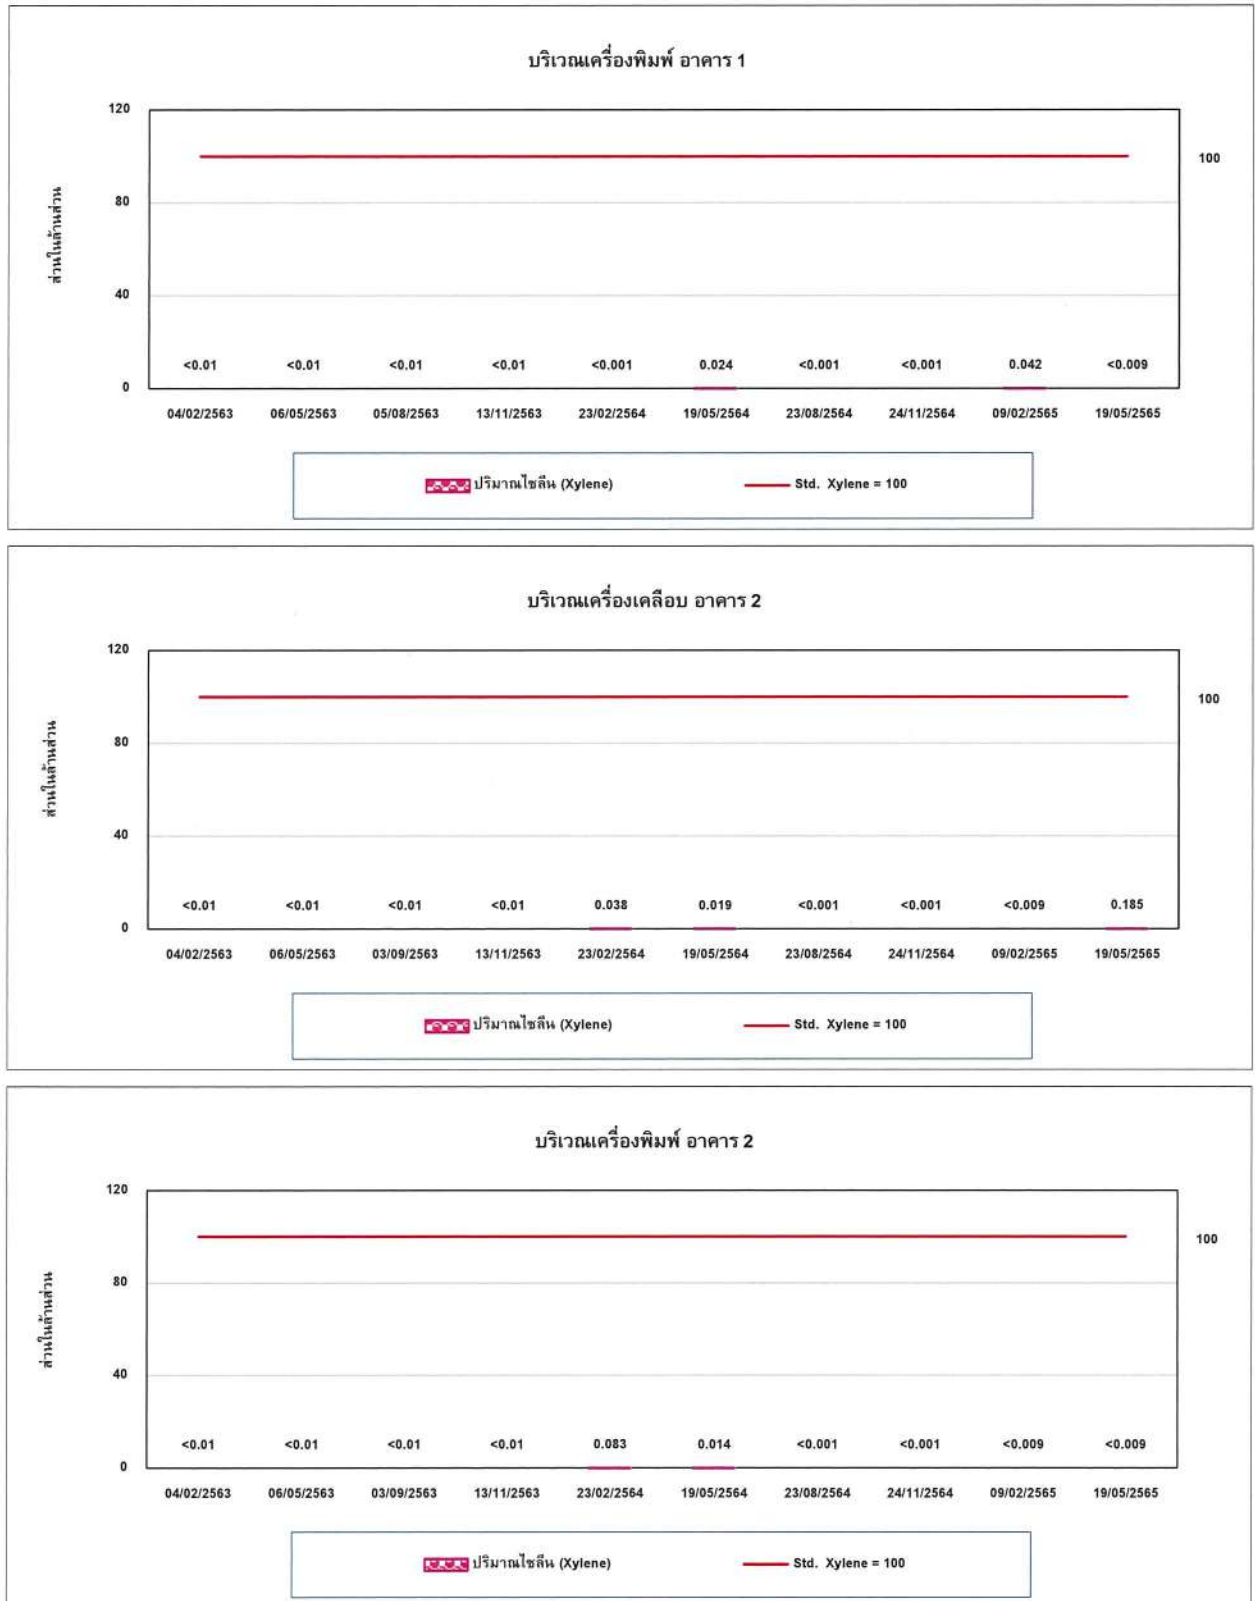 บริเวณเครื่องพิมพ์ อาคาร 1
120
100
80
ส่วนในล้านส่วน
40
<0.01 <0.01 <0.01 <0.01 <0.001 0.024 <0.001 <0.001 0.042 <0.009
0
04/02/2563 06/05/2563 05/08/2563 13/11/2563 23/02/2564 19/05/2564 23/08/2564 24/11/2564 09/02/2565 19/05/2565
ปริมาณไซลีน (Xylene) Std. Xylene = 100
บริเวณเครื่องเคลือบ อาคาร 2
120
100
80
ส่วนในล้านส่วน
40
<0.01 <0.01 <0.01 <0.01 0.038 0.019 <0.001 <0.001 <0.009 0.185
0
04/02/2563 06/05/2563 03/09/2563 13/11/2563 23/02/2564 19/05/2564 23/08/2564 24/11/2564 09/02/2565 19/05/2565
ปริมาณไซลีน (Xylene) Std. Xylene = 100
บริเวณเครื่องพิมพ์ อาคาร 2
120
100
80
ส่วนในล้านส่วน
40
<0.01 <0.01 <0.01 <0.01 0.083 0.014 <0.001 <0.001 <0.009 <0.009
0
04/02/2563 06/05/2563 03/09/2563 13/11/2563 23/02/2564 19/05/2564 23/08/2564 24/11/2564 09/02/2565 19/05/2565
ปริมาณไซลีน (Xylene) Std. Xylene = 100